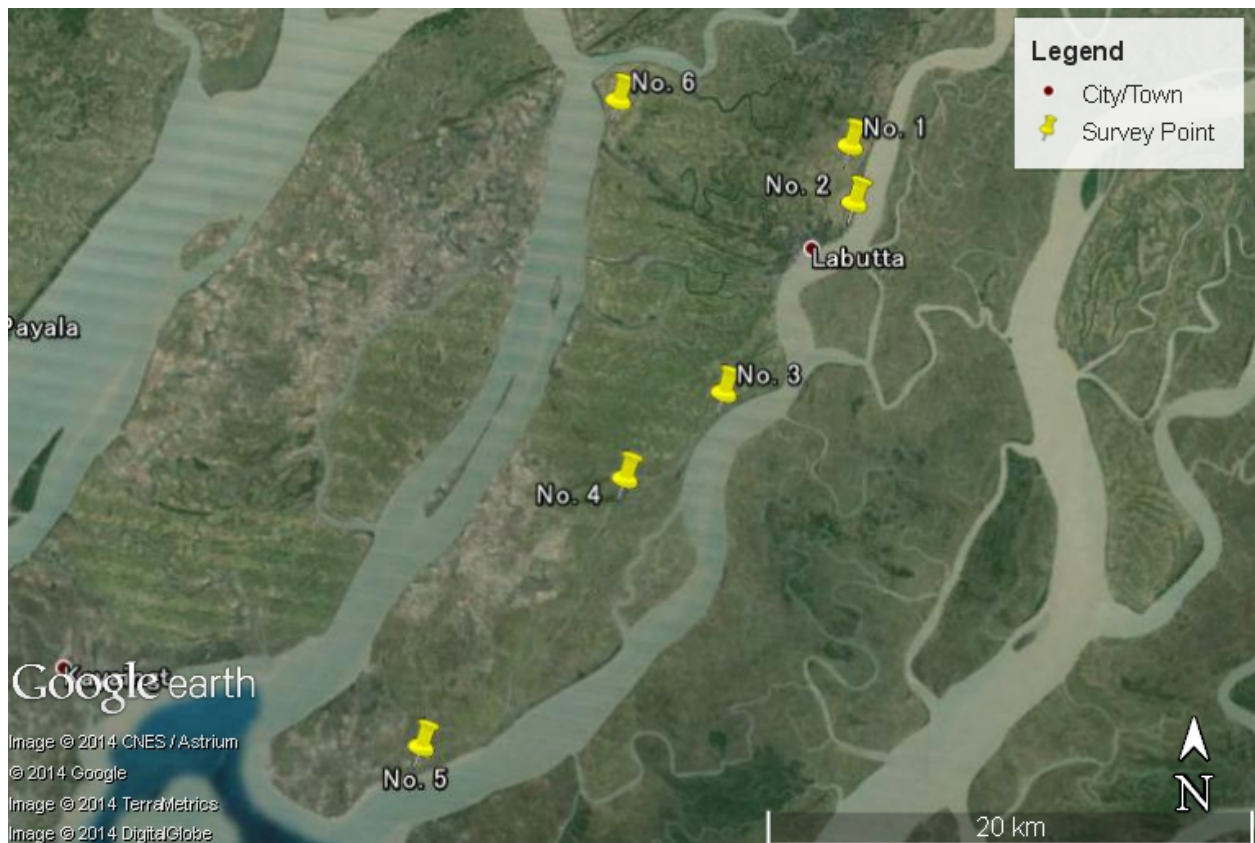 Legend
City/Town
Survey Point
No. 6
No. 1
No. 2
Labutta
Payala
No. 3
No. 4
Google earth
Image © 2014 CNES / Astrium
© 2014 Google
Image © 2014 TerraMetrics
Image © 2014 DigitalGlobe
No. 5
N
20 km